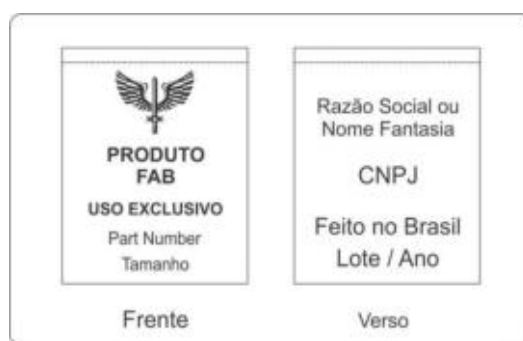 PRODUTO
FAB
USO EXCLUSIVO
Part Number
Tamanho
Frente
Razão Social ou
Nome Fantasia
CNPJ
Feito no Brasil
Lote / Ano
Verso